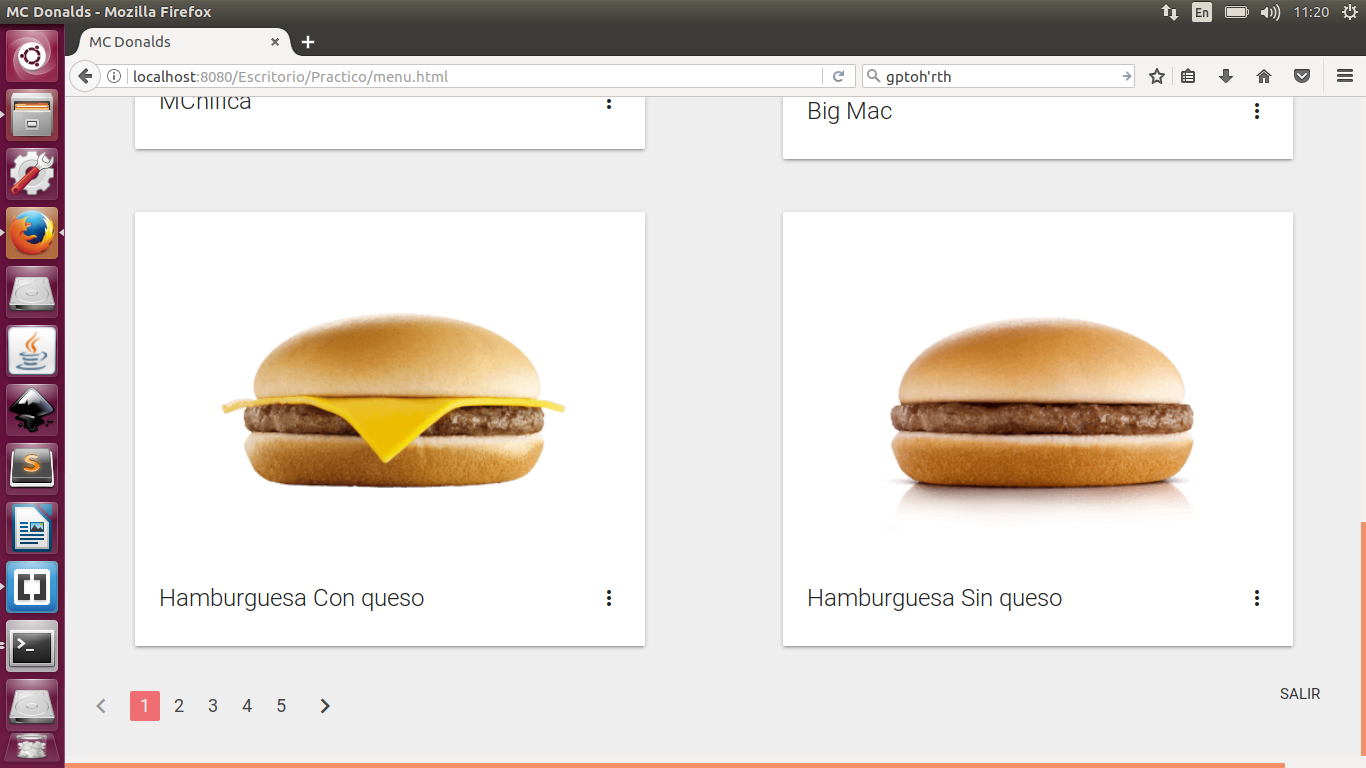 MC Donalds - Mozilla Firefox
En
11:20
MC Donalds
localhost:8080/Escritorio/Practico/menu.html
gptoh'rth
MCnífica
Big Mac
Hamburguesa Con queso
Hamburguesa Sin queso
1 2 3 4 5
SALIR